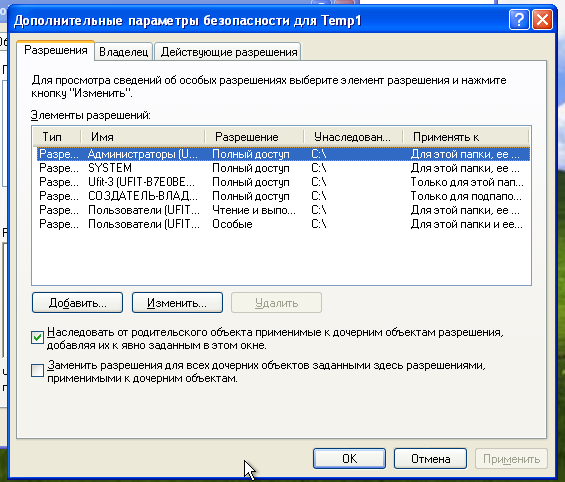 Дополнительные параметры безопасности для Temp1
Разрешения Владелец Действующие разрешения
Для просмотра сведений об особых разрешениях выберите элемент разрешения и нажмите
кнопку "Изменить".
Элементы разрешений:
Тип Имя Разрешение Унаследован... Применять к
Разре... Администраторы (U... Полный доступ C:\ Для этой папки, ее ...
Разре... SYSTEM Полный доступ C:\ Для этой папки, ее ...
Разре... Ufit-3 (UFIT-B7E0BE... Полный доступ C:\ Только для этой пап...
Разре... СОЗДАТЕЛЬ-ВЛАД... Полный доступ C:\ Только для подпапо...
Разре... Пользователи (UFIT... Чтение и выпо... C:\ Для этой папки, ее ...
Разре... Пользователи (UFIT... Особые C:\ Для этой папки и ее...
Добавить... Изменить... Удалить
Наследовать от родительского объекта применимые к дочерним объектам разрешения,
добавляя их к явно заданным в этом окне.
Заменить разрешения для всех дочерних объектов заданными здесь разрешениями,
применимыми к дочерним объектам.
OK Отмена Применить